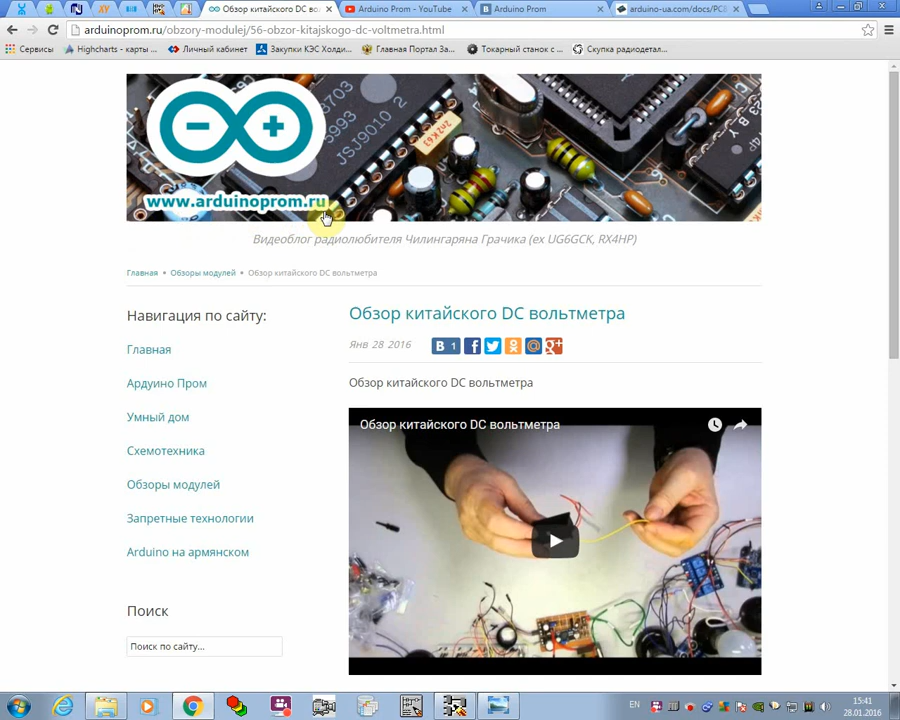 Обзор китайского DC во...
Arduino Prom - YouTube
Arduino Prom
arduino-ua.com/docs/PC8
arduinoprom.ru/obzory-modulej/56-obzor-kitajskogo-dc-voltmetra.html
Сервисы
Highcharts - карты ...
Личный кабинет
Закупки КЭС Холди...
Главная Портал За...
Токарный станок с ...
Скупка радиодетал...
5993
JSJ9010 2
2n2K63
www.arduinoprom.ru
Видеоблог радиолюбителя Чилингаряна Грачика (ex UG6GCK, RX4HP)
Главная • Обзоры модулей • Обзор китайского DC вольтметра
Навигация по сайту:
Главная
Ардуино Пром
Умный дом
Схемотехника
Обзоры модулей
Запретные технологии
Arduino на армянском
Поиск
Поиск по сайту...
Обзор китайского DC вольтметра
Янв 28 2016
В 1
Обзор китайского DC вольтметра
Обзор китайского DC вольтметра
EN
15:41
28.01.2016